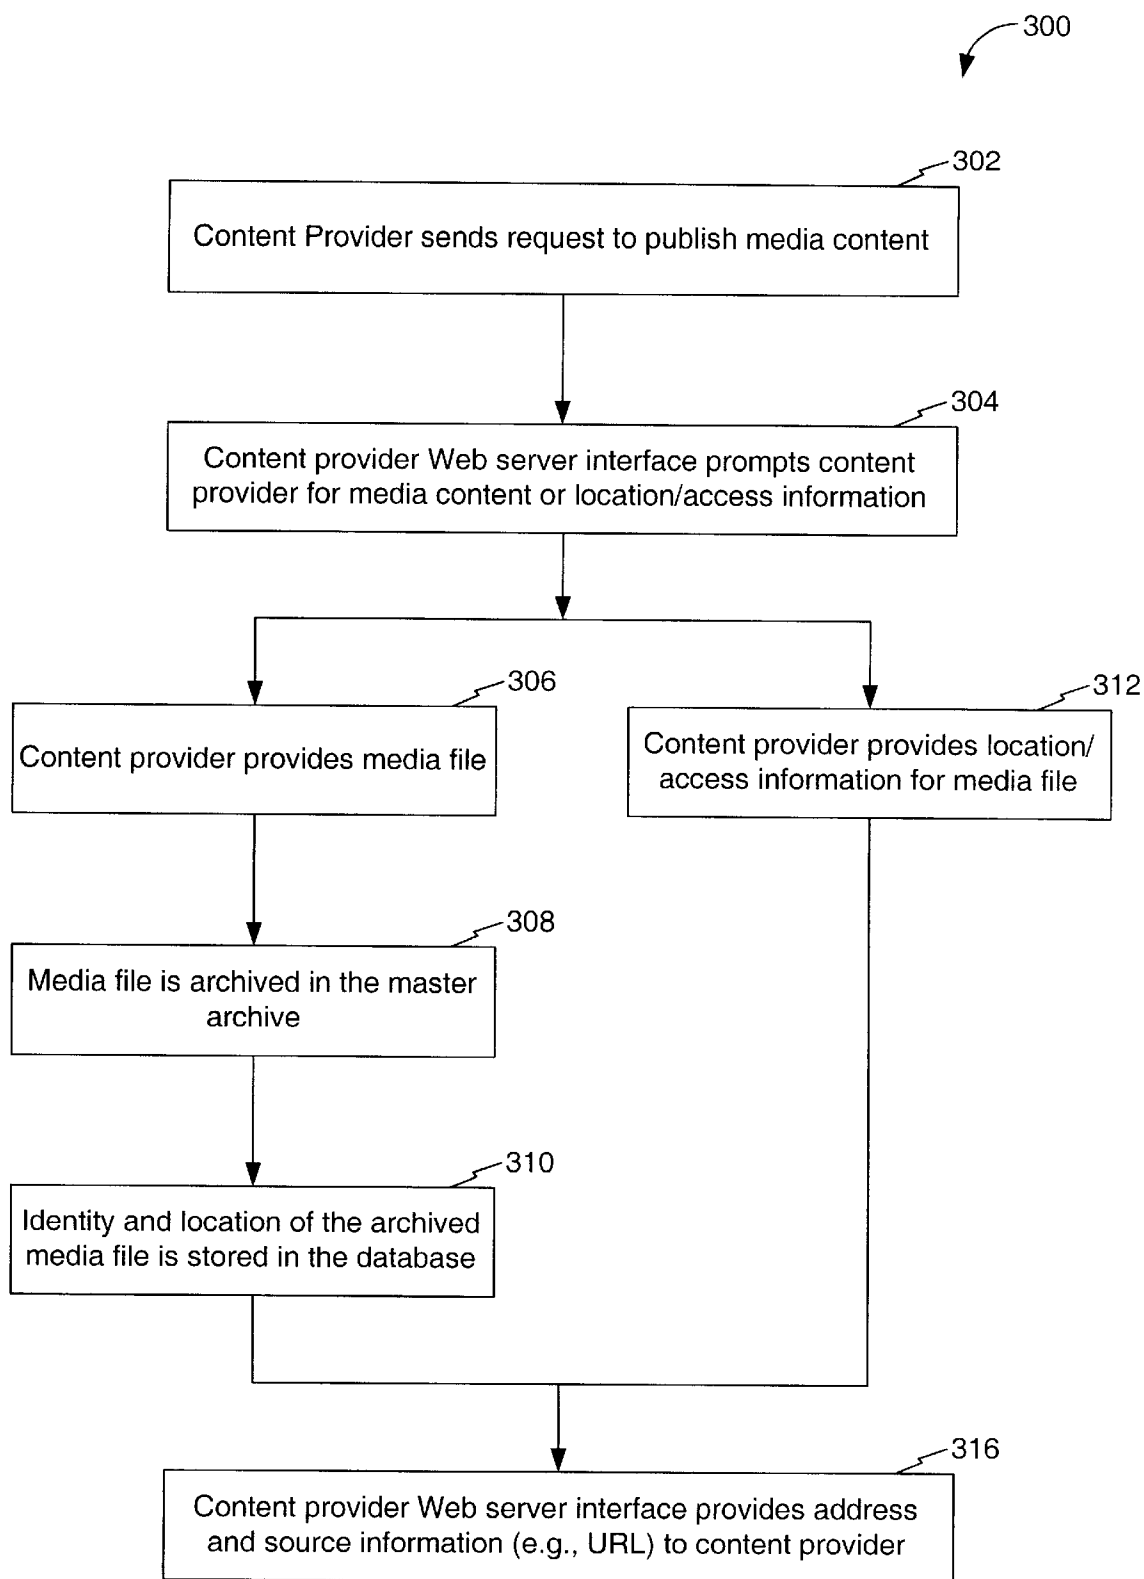 300
302
Content Provider sends request to publish media content
304
Content provider Web server interface prompts content
provider for media content or location/access information
306
Content provider provides media file
312
Content provider provides location/
access information for media file
308
Media file is archived in the master
archive
310
Identity and location of the archived
media file is stored in the database
316
Content provider Web server interface provides address
and source information (e.g., URL) to content provider